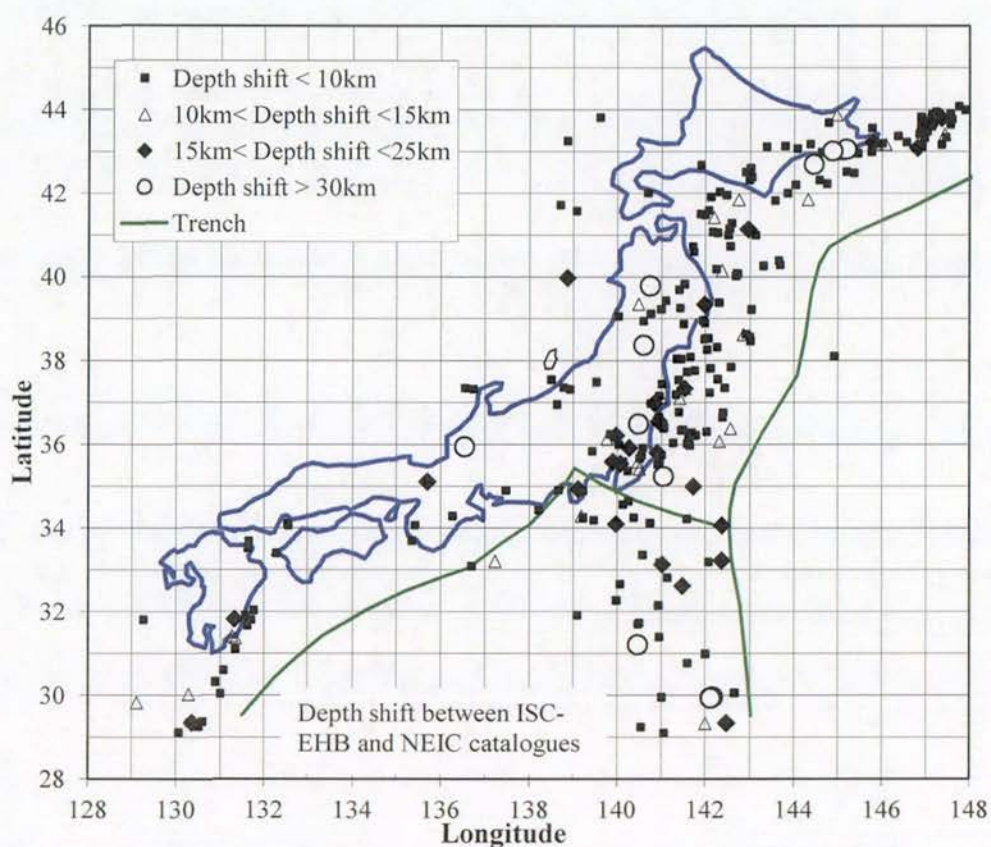 46
44
42
40
38
36
34
32
30
28
Latitude
Depth shift < 10km
10km< Depth shift <15km
15km< Depth shift <25km
Depth shift > 30km
Trench
Depth shift between ISC-
EHB and NEIC catalogues
128 130 132 134 136 138 140 142 144 146 148
Longitude